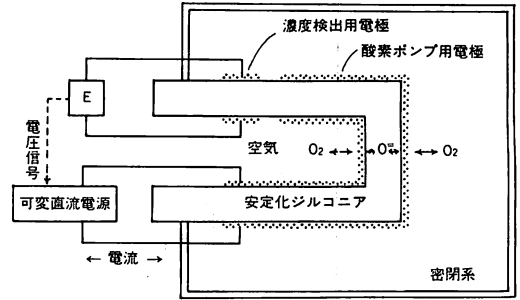 濃度検出用電極
酸素ポンプ用電極
E
電圧信号
空気
O₂
O⁼
O₂
可変直流電源
安定化ジルコニア
電流
密閉系